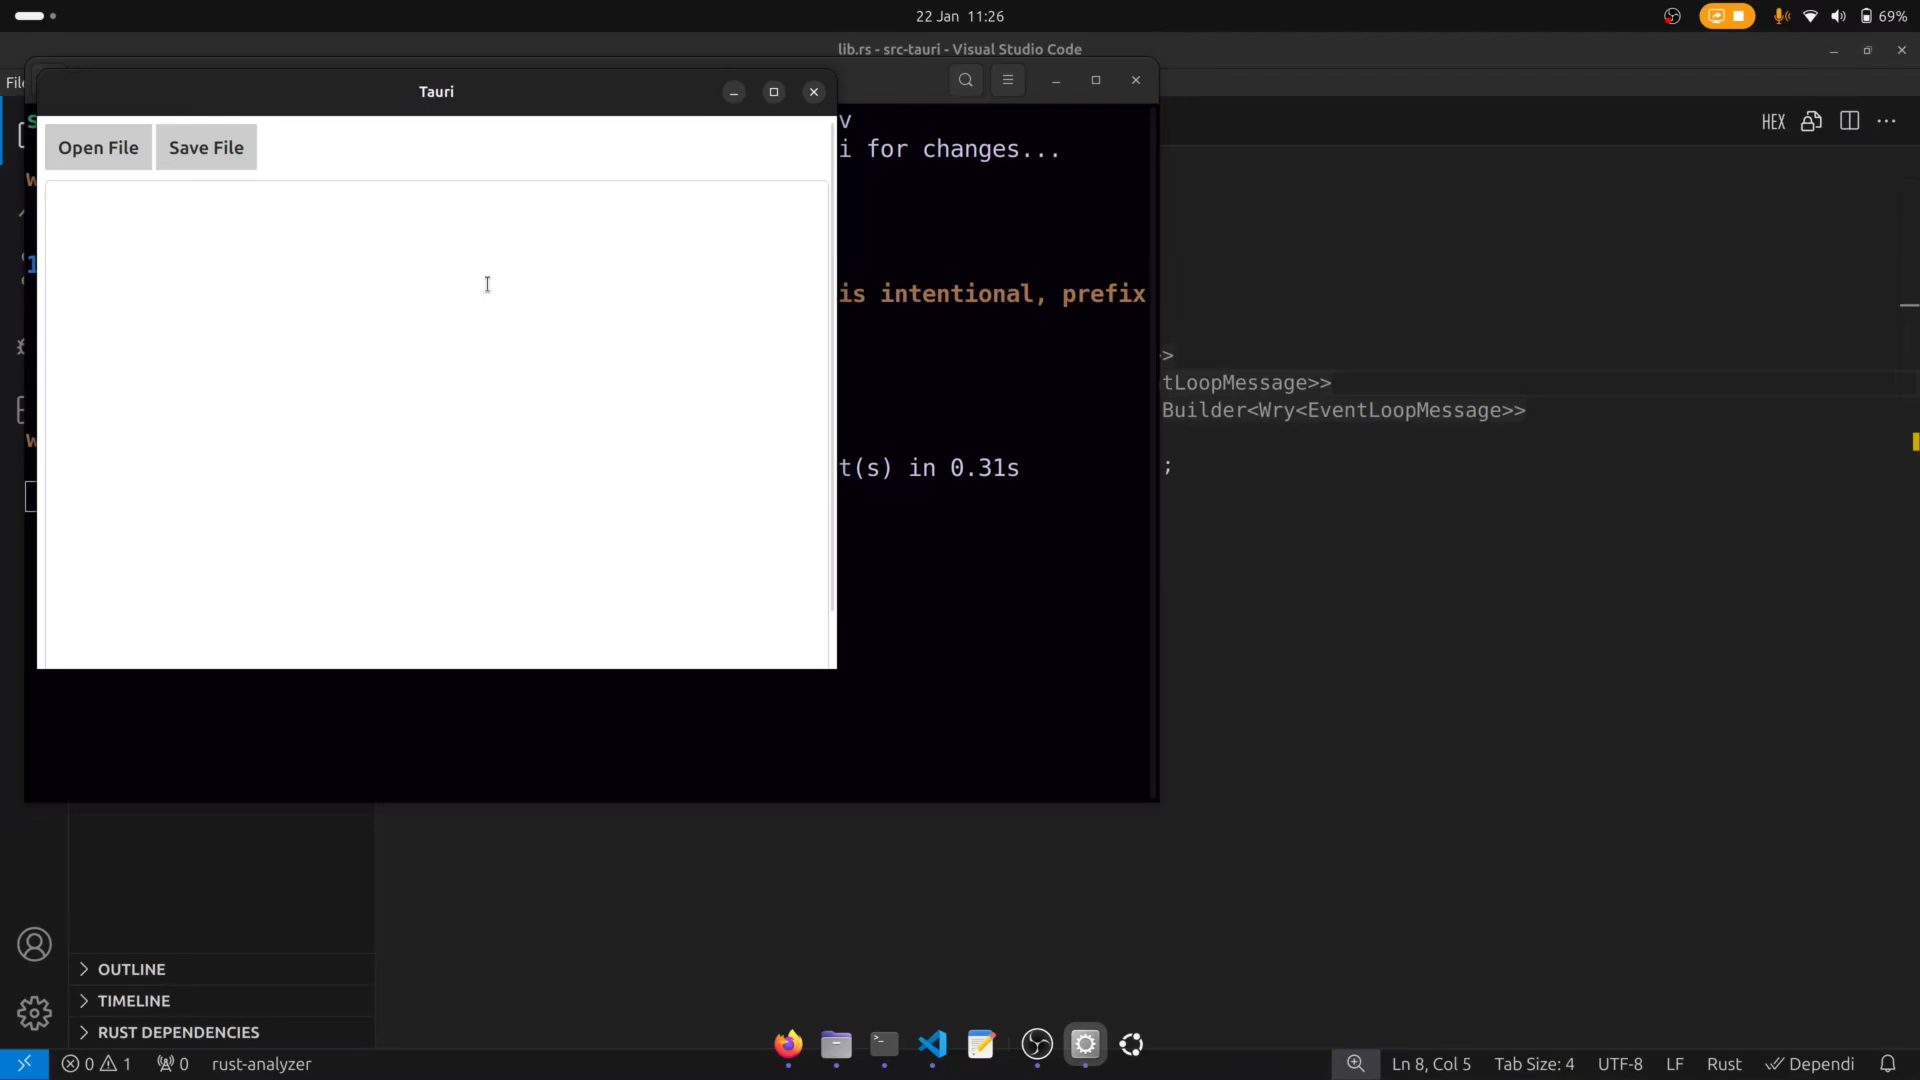 22 Jan 11:26
69%
lib.rs - src-tauri - Visual Studio Code
File
Tauri
HEX
Open File
Save File
v
i for changes...
is intentional, prefix
>>
tLoopMessage>>
Builder<Wry<EventLoopMessage>>
t(s) in 0.31s
;
OUTLINE
TIMELINE
RUST DEPENDENCIES
0
1
0
rust-analyzer
Ln 8, Col 5
Tab Size: 4
UTF-8
LF
Rust
Dependi